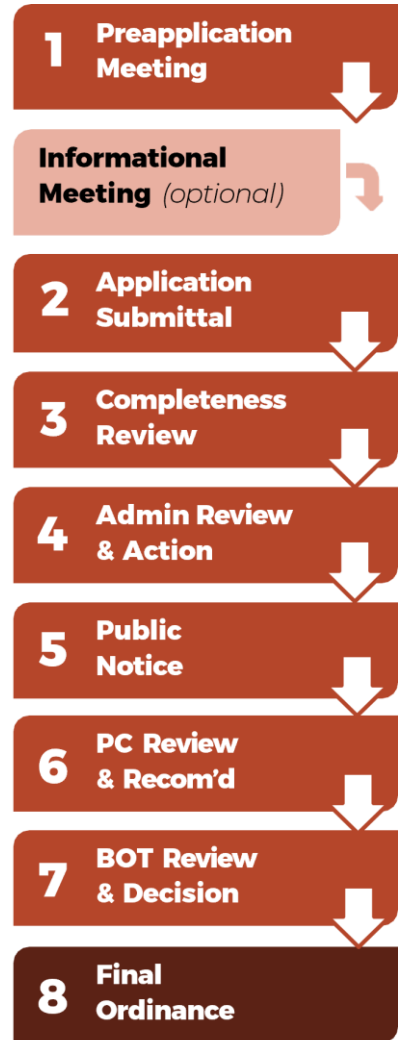 1 Preapplication
Meeting
Informational
Meeting (optional)
2 Application
Submittal
3 Completeness
Review
4 Admin Review
& Action
5 Public
Notice
6 PC Review
& Recom'd
7 BOT Review
& Decision
8 Final
Ordinance